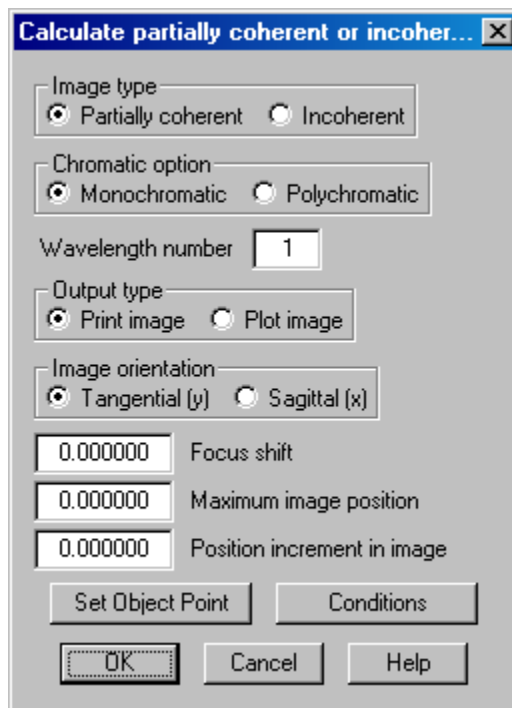 Calculate partially coherent or incoher...
Image type
Partially coherent Incoherent
Chromatic option
Monochromatic Polychromatic
Wavelength number 1
Output type
Print image Plot image
Image orientation
Tangential (y) Sagittal (x)
0.000000 Focus shift
0.000000 Maximum image position
0.000000 Position increment in image
Set Object Point Conditions
OK Cancel Help